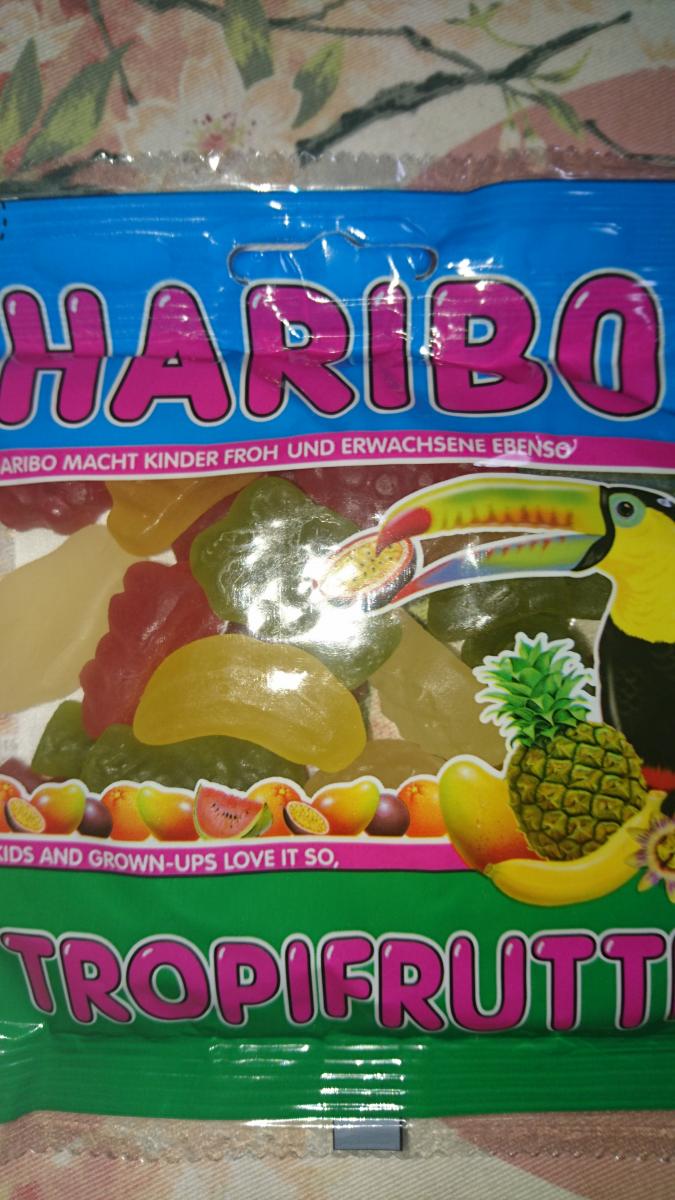 HARIBO
ARIBO MACHT KINDER FROH UND ERWACHSENE EBENSO
KIDS AND GROWN-UPS LOVE IT SO,
TROPIFRUTTI